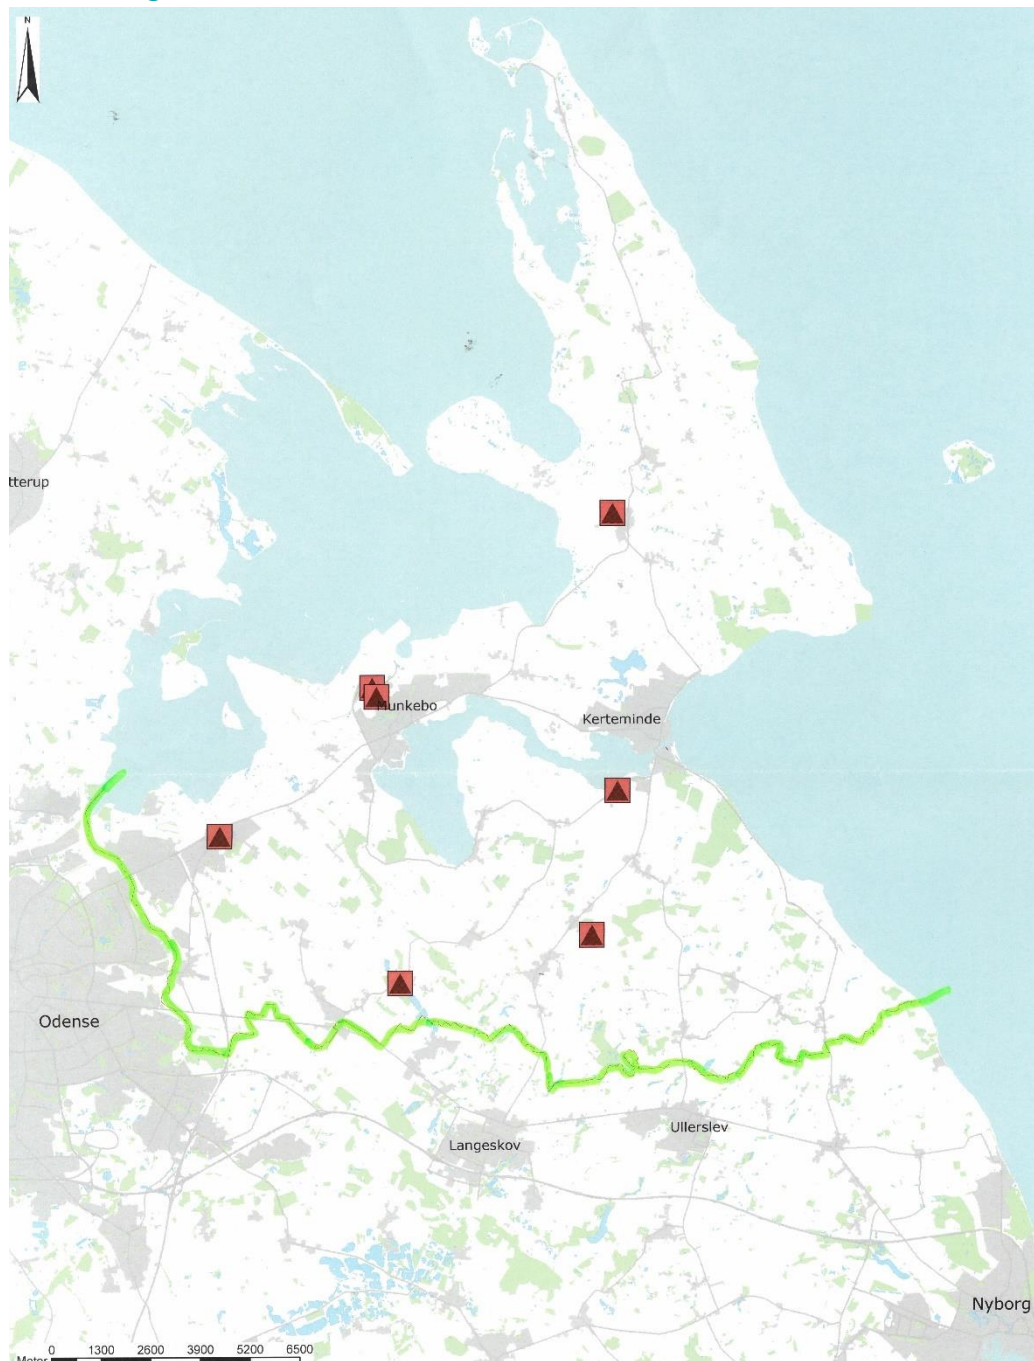 N
tterup
Munkebo
Kerteminde
Odense
Langeskov
Ullerslev
Nyborg
0 1300 2600 3900 5200 6500
Meter